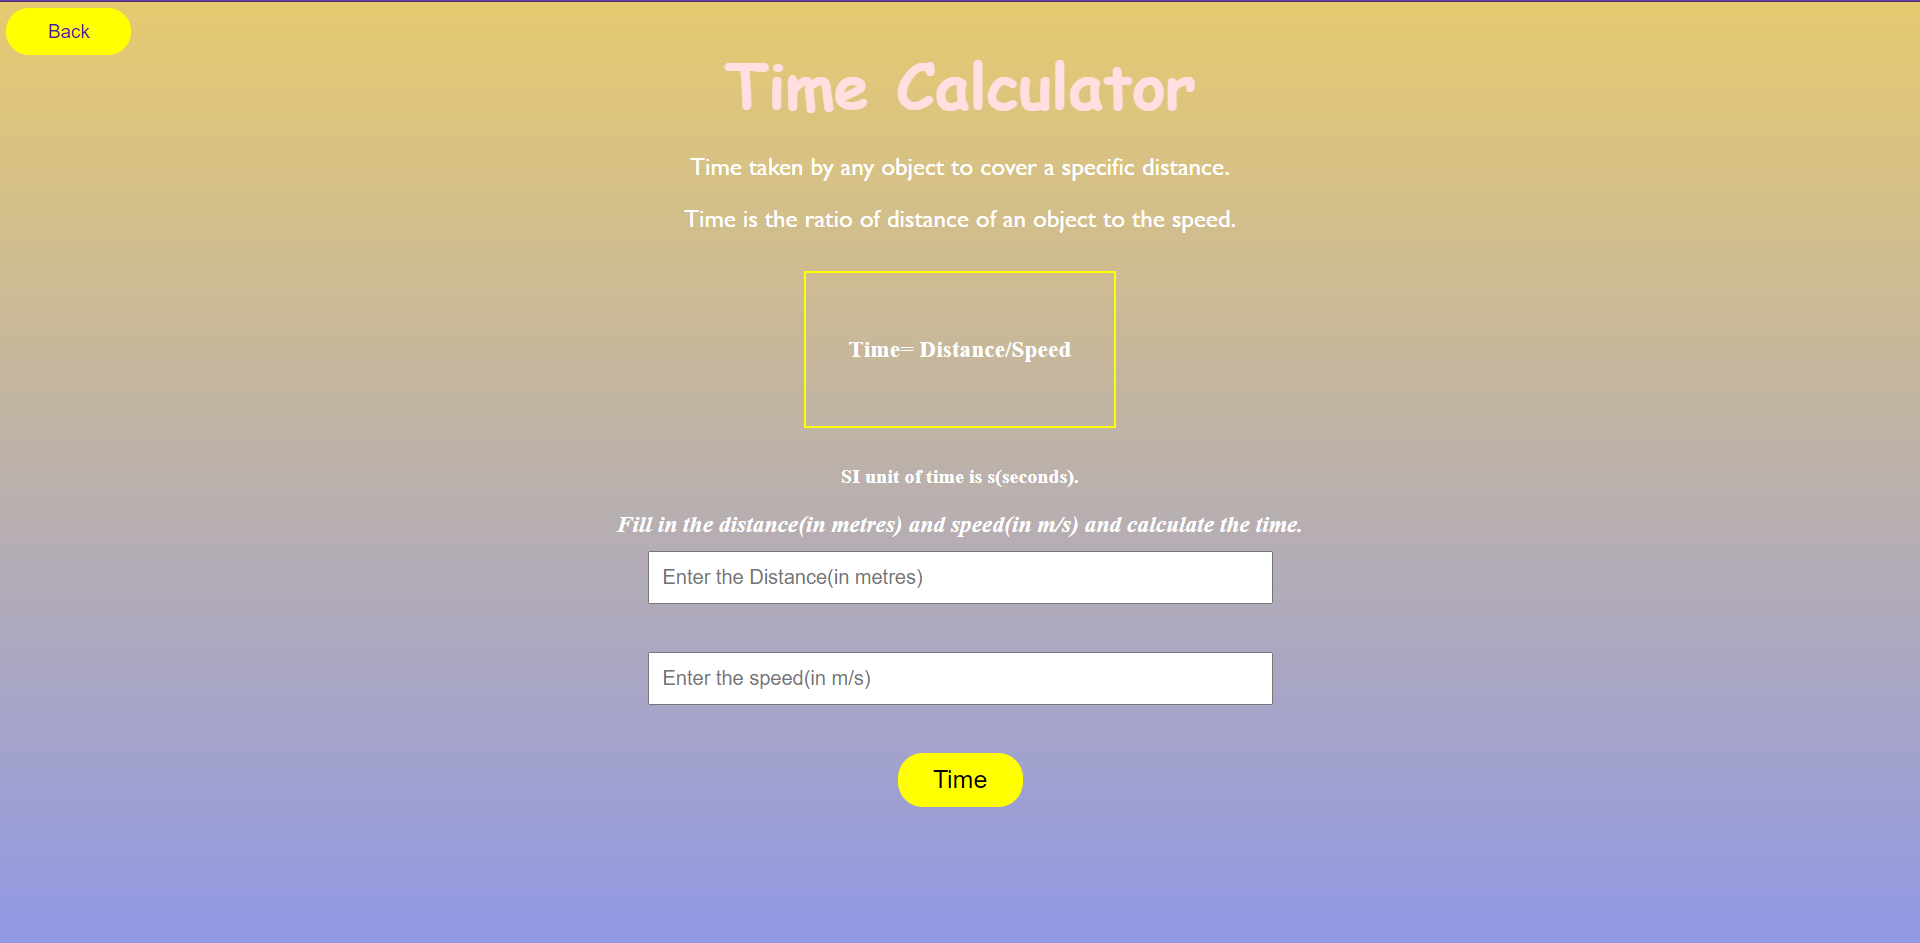 Back
Time Calculator
Time taken by any object to cover a specific distance.
Time is the ratio of distance of an object to the speed.
Time= Distance/Speed
SI unit of time is s(seconds).
Fill in the distance(in metres) and speed(in m/s) and calculate the time.
Enter the Distance(in metres)
Enter the speed(in m/s)
Time